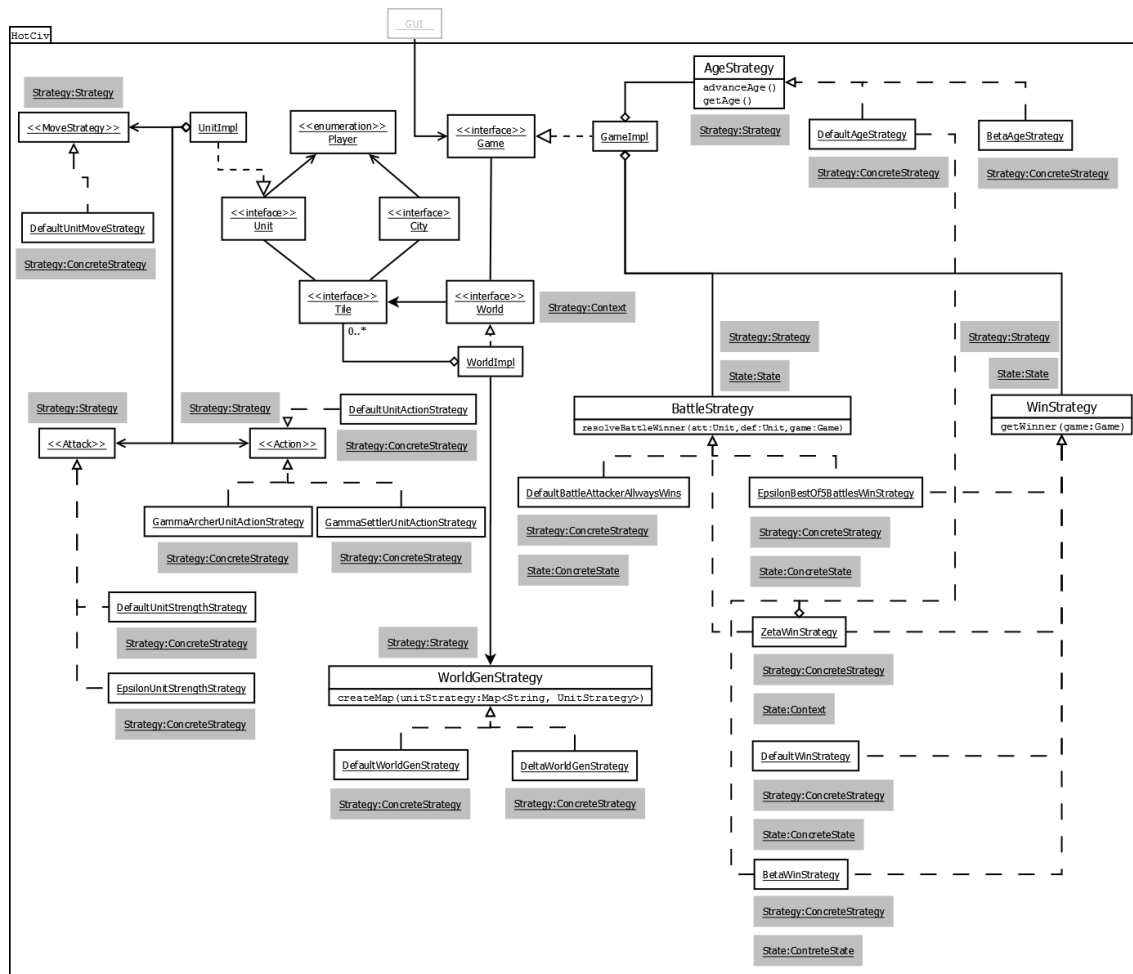 GUI
HotCiv
AgeStrategy
advanceAge()
getAge()
Strategy:Strategy
Strategy:Strategy
<<MoveStrategy>>
UnitImpl
<<enumeration>>
Player
<<interface>>
Game
GameImpl
DefaultAgeStrategy
Strategy:ConcreteStrategy
BetaAgeStrategy
Strategy:ConcreteStrategy
<<inteface>>
Unit
<<interface>
City
DefaultUnitMoveStrategy
Strategy:ConcreteStrategy
<<interface>>
Tile
0..*
<<interface>>
World
Strategy:Context
WorldImpl
Strategy:Strategy
State:State
Strategy:Strategy
State:State
Strategy:Strategy
<<Attack>>
Strategy:Strategy
<<Action>>
DefaultUnitActionStrategy
Strategy:ConcreteStrategy
BattleStrategy
resolveBattleWinner(att:Unit,def:Unit,game:Game)
WinStrategy
getWinner(game:Game)
GammaArcherUnitActionStrategy
Strategy:ConcreteStrategy
GammaSettlerUnitActionStrategy
Strategy:ConcreteStrategy
DefaultBattleAttackerAllwaysWins
Strategy:ConcreteStrategy
State:ConcreteState
EpsilonBestOf5BattlesWinStrategy
Strategy:ConcreteStrategy
State:ConcreteState
DefaultUnitStrengthStrategy
Strategy:ConcreteStrategy
EpsilonUnitStrengthStrategy
Strategy:ConcreteStrategy
Strategy:Strategy
WorldGenStrategy
createMap(unitStrategy:Map<String, UnitStrategy>)
DefaultWorldGenStrategy
Strategy:ConcreteStrategy
DeltaWorldGenStrategy
Strategy:ConcreteStrategy
ZetaWinStrategy
Strategy:ConcreteStrategy
State:Context
DefaultWinStrategy
Strategy:ConcreteStrategy
State:ConcreteState
BetaWinStrategy
Strategy:ConcreteStrategy
State:ContreteState